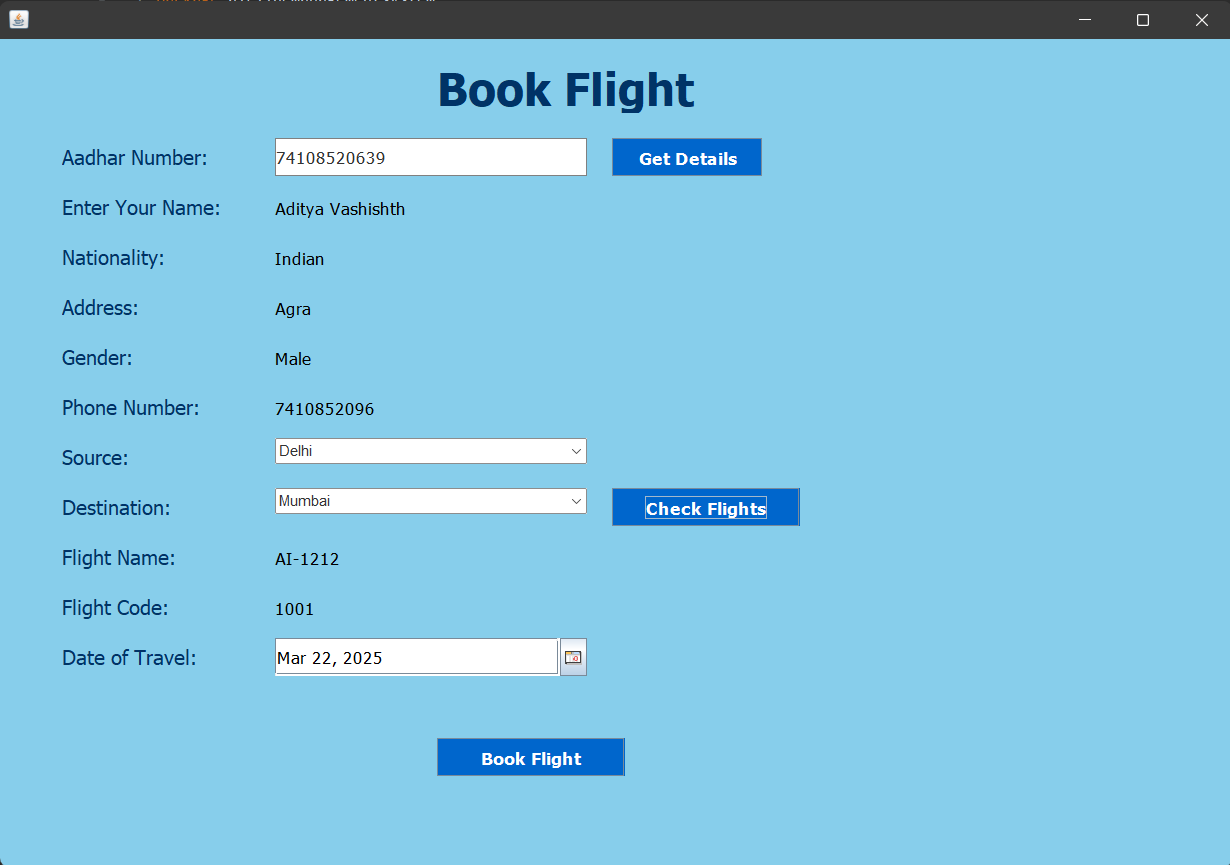 Book Flight
Aadhar Number: 74108520639 Get Details
Enter Your Name: Aditya Vashishth
Nationality: Indian
Address: Agra
Gender: Male
Phone Number: 7410852096
Source: Delhi
Destination: Mumbai Check Flights
Flight Name: AI-1212
Flight Code: 1001
Date of Travel: Mar 22, 2025
Book Flight